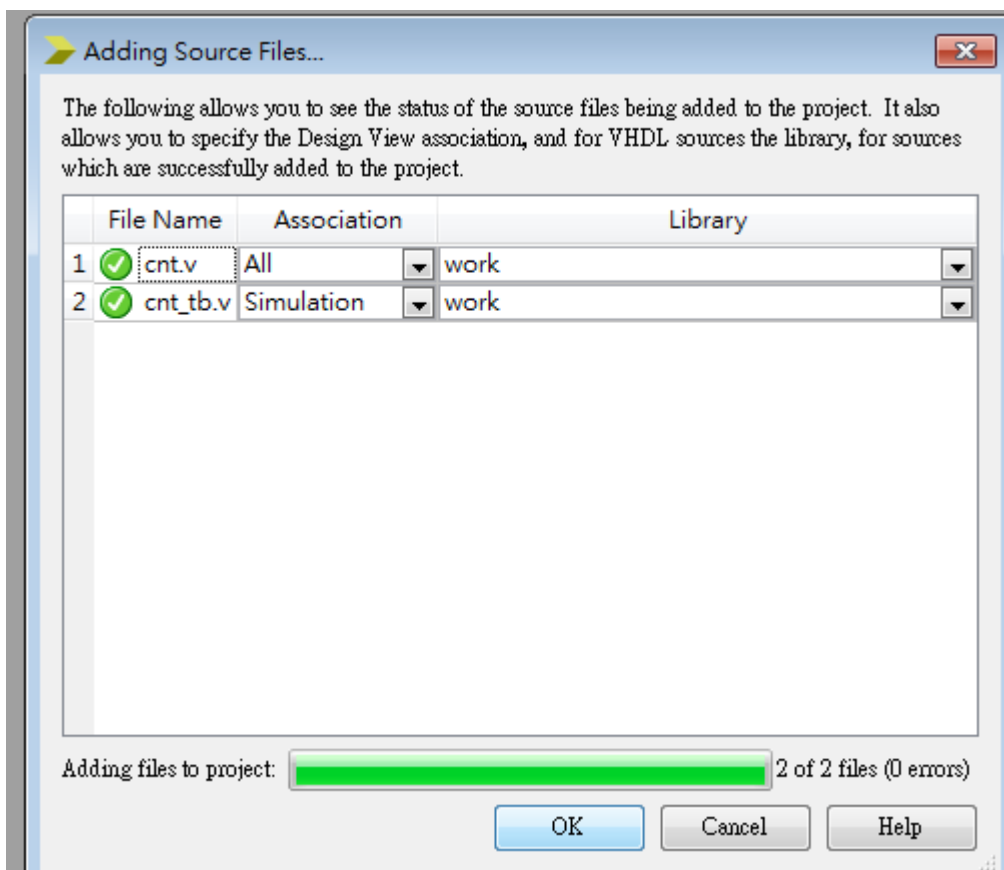 Adding Source Files...
The following allows you to see the status of the source files being added to the project. It also
allows you to specify the Design View association, and for VHDL sources the library, for sources
which are successfully added to the project.
File Name Association Library
1 cnt.v All work
2 cnt_tb.v Simulation work
Adding files to project: 2 of 2 files (0 errors)
OK Cancel Help